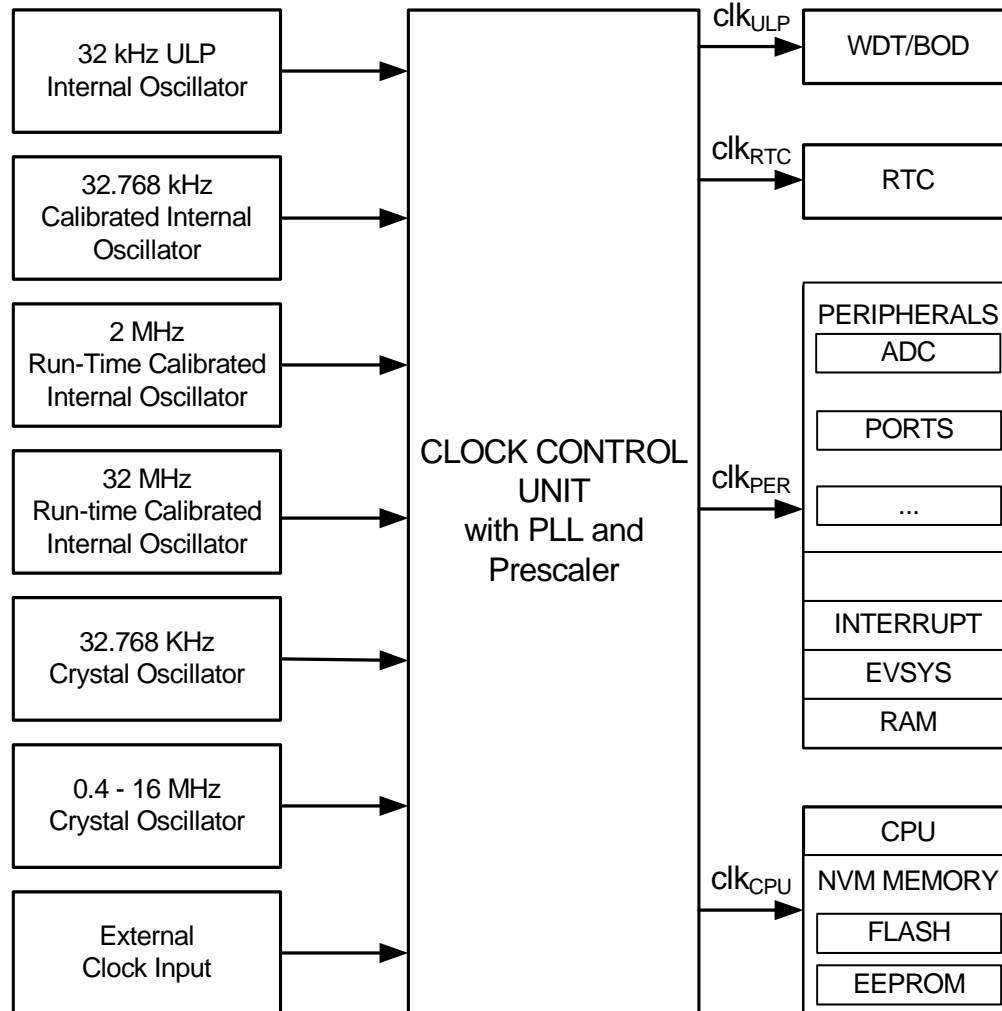 32 kHz ULP
Internal Oscillator
32.768 kHz
Calibrated Internal
Oscillator
2 MHz
Run-Time Calibrated
Internal Oscillator
32 MHz
Run-time Calibrated
Internal Oscillator
32.768 KHz
Crystal Oscillator
0.4 - 16 MHz
Crystal Oscillator
External
Clock Input
CLOCK CONTROL
UNIT
with PLL and
Prescaler
clkULP
WDT/BOD
clkRTC
RTC
clkPER
PERIPHERALS
ADC
PORTS
...
INTERRUPT
EVSYS
RAM
clkCPU
CPU
NVM MEMORY
FLASH
EEPROM